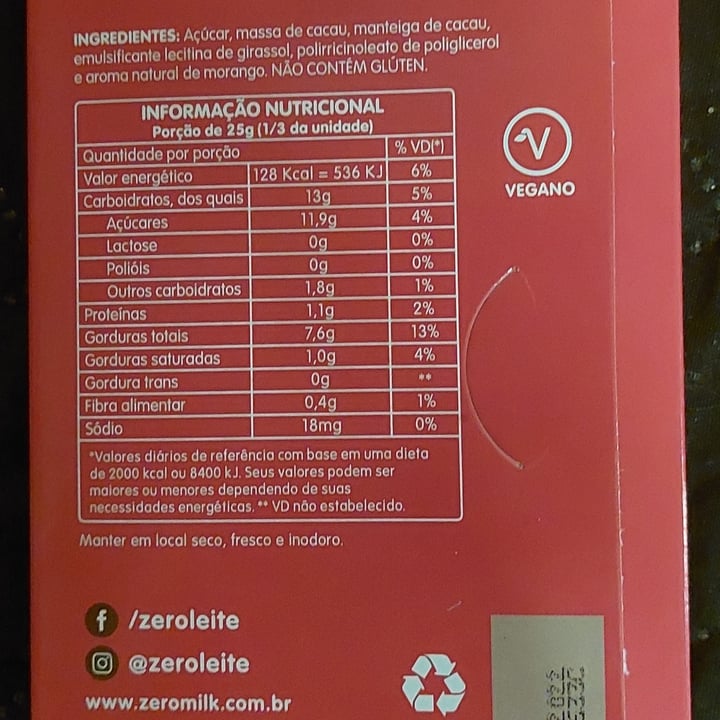 INGREDIENTES: Açúcar, massa de cacau, manteiga de cacau,
emulsificante lecitina de girassol, polirricinoleato de poliglicerol
e aroma natural de morango. NÃO CONTÉM GLÚTEN.
INFORMAÇÃO NUTRICIONAL
Porção de 25g (1/3 da unidade)
Quantidade por porção % VD(*)
Valor energético 128 Kcal = 536 KJ 6%
Carboidratos, dos quais 13g 5%
Açúcares 11,9g 4%
Lactose 0g 0%
Polióis 0g 0%
Outros carboidratos 1,8g 1%
Proteínas 1,1g 2%
Gorduras totais 7,6g 13%
Gorduras saturadas 1,0g 4%
Gordura trans 0g **
Fibra alimentar 0,4g 1%
Sódio 18mg 0%
*Valores diários de referência com base em uma dieta
de 2000 kcal ou 8400 kJ. Seus valores podem ser
maiores ou menores dependendo de suas
necessidades energéticas. ** VD não estabelecido.
V
VEGANO
Manter em local seco, fresco e inodoro.
f /zeroleite
@zeroleite
www.zeromilk.com.br